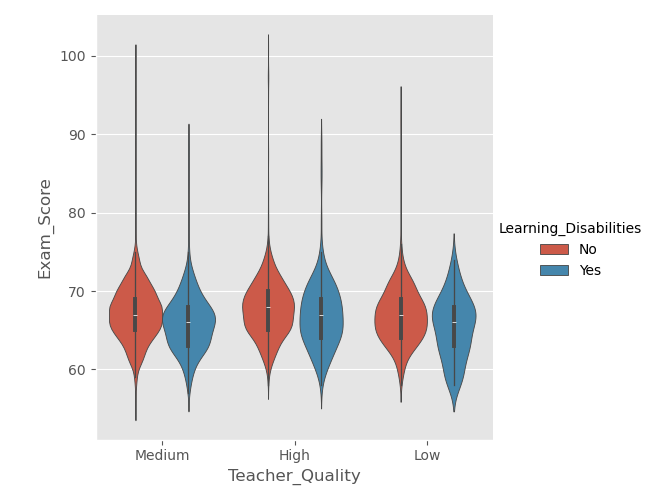 100
90
80
70
60
Exam_Score
Medium
High
Low
Teacher_Quality
Learning_Disabilities
No
Yes